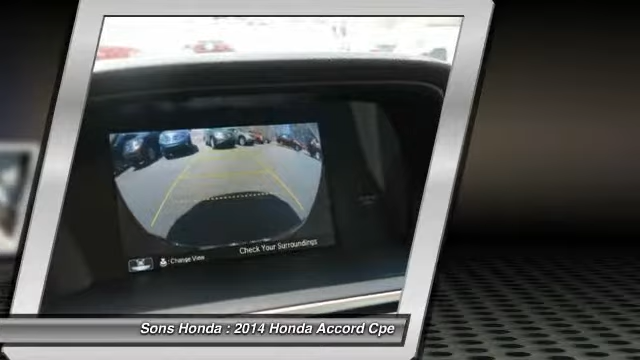 Check Your Surroundings
: Change View
Sons Honda : 2014 Honda Accord Cpe